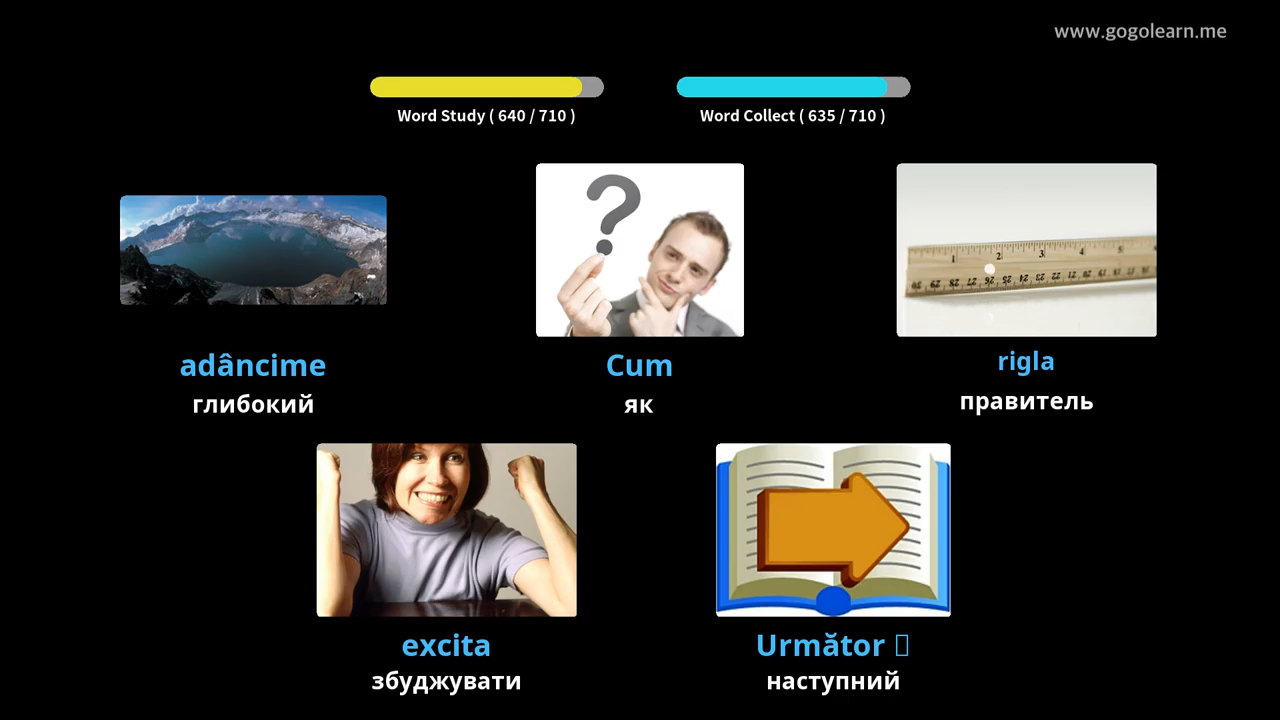 www.gogolearn.me
Word Study ( 640 / 710 )
Word Collect ( 635 / 710 )
adâncime
глибокий
Cum
як
rigla
правитель
excita
збуджувати
Următor
наступний